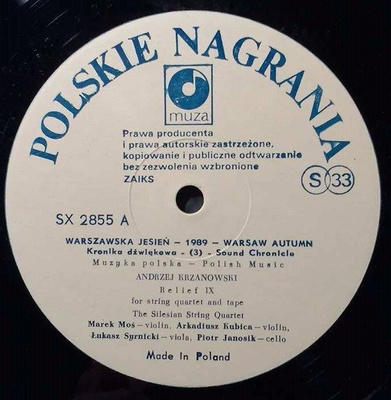 POLSKIE NAGRANIA
muza
Prawa producenta
i prawa autorskie zastrzeżone,
kopiowanie i publiczne odtwarzanie
bez zezwolenia wzbronione
ZAIKS
S 33
SX 2855 A
WARSZAWSKA JESIEŃ – 1989 – WARSAW AUTUMN
Kronika dźwiękowa - (3) - Sound Chronicle
Muzyka polska – Polish Music
ANDRZEJ KRZANOWSKI
Relief IX
for string quartet and tape
The Silesian String Quartet
Marek Moś – violin, Arkadiusz Kubica – violin,
Łukasz Syrnicki – viola, Piotr Janosik – cello
Made in Poland